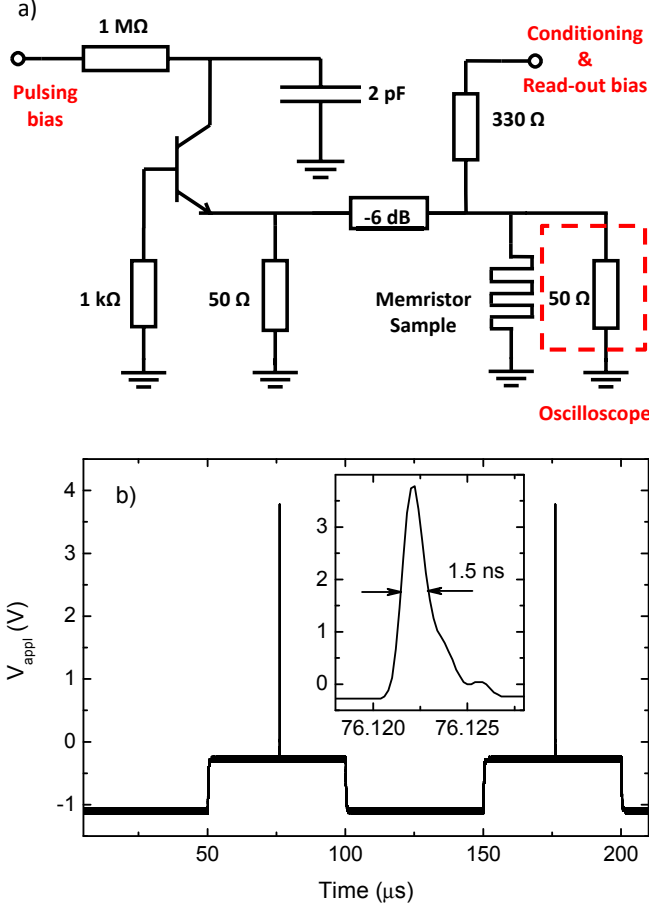 a)
1 MΩ
Pulsing
bias
2 pF
Conditioning
&
Read-out bias
330 Ω
-6 dB
1 kΩ
50 Ω
Memristor
Sample
50 Ω
Oscilloscope
b)
4
3
2
1
0
-1
V_appl (V)
3
2
1
0
1.5 ns
76.120
76.125
50
100
150
200
Time (μs)